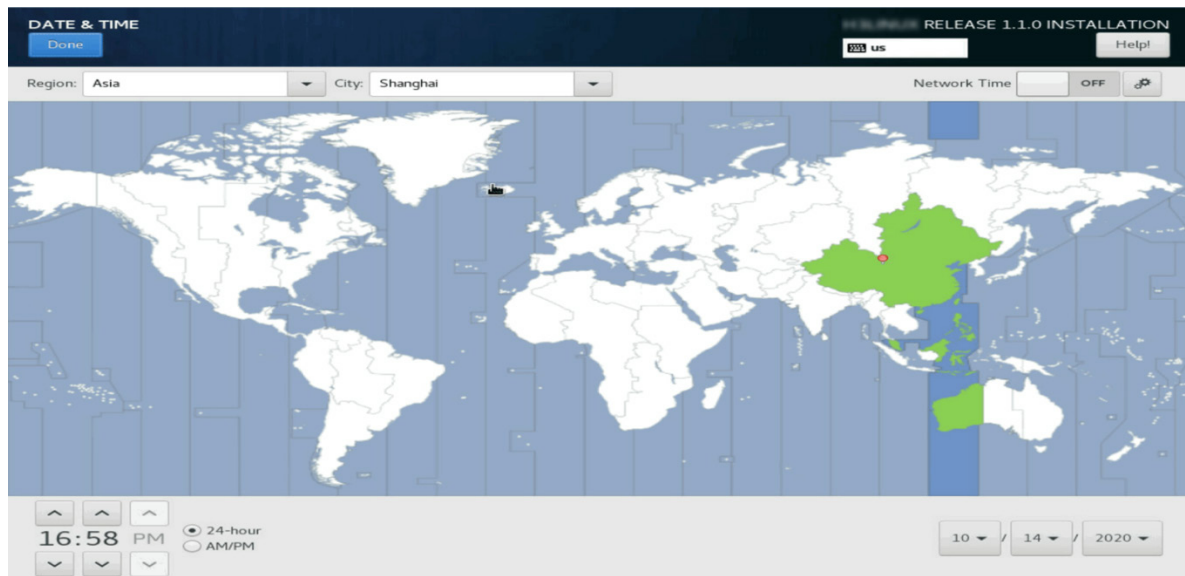 DATE & TIME
RELEASE 1.1.0 INSTALLATION
Done
us
Help!
Region: Asia City: Shanghai Network Time OFF
16:58 PM
24-hour
AM/PM
10 / 14 / 2020